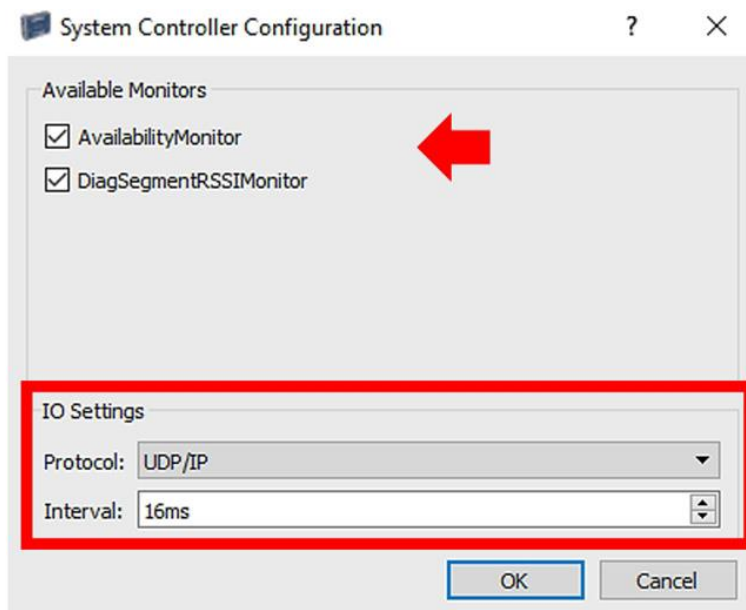 System Controller Configuration
?
Available Monitors
AvailabilityMonitor
DiagSegmentRSSIMonitor
IO Settings
Protocol: UDP/IP
Interval: 16ms
OK Cancel